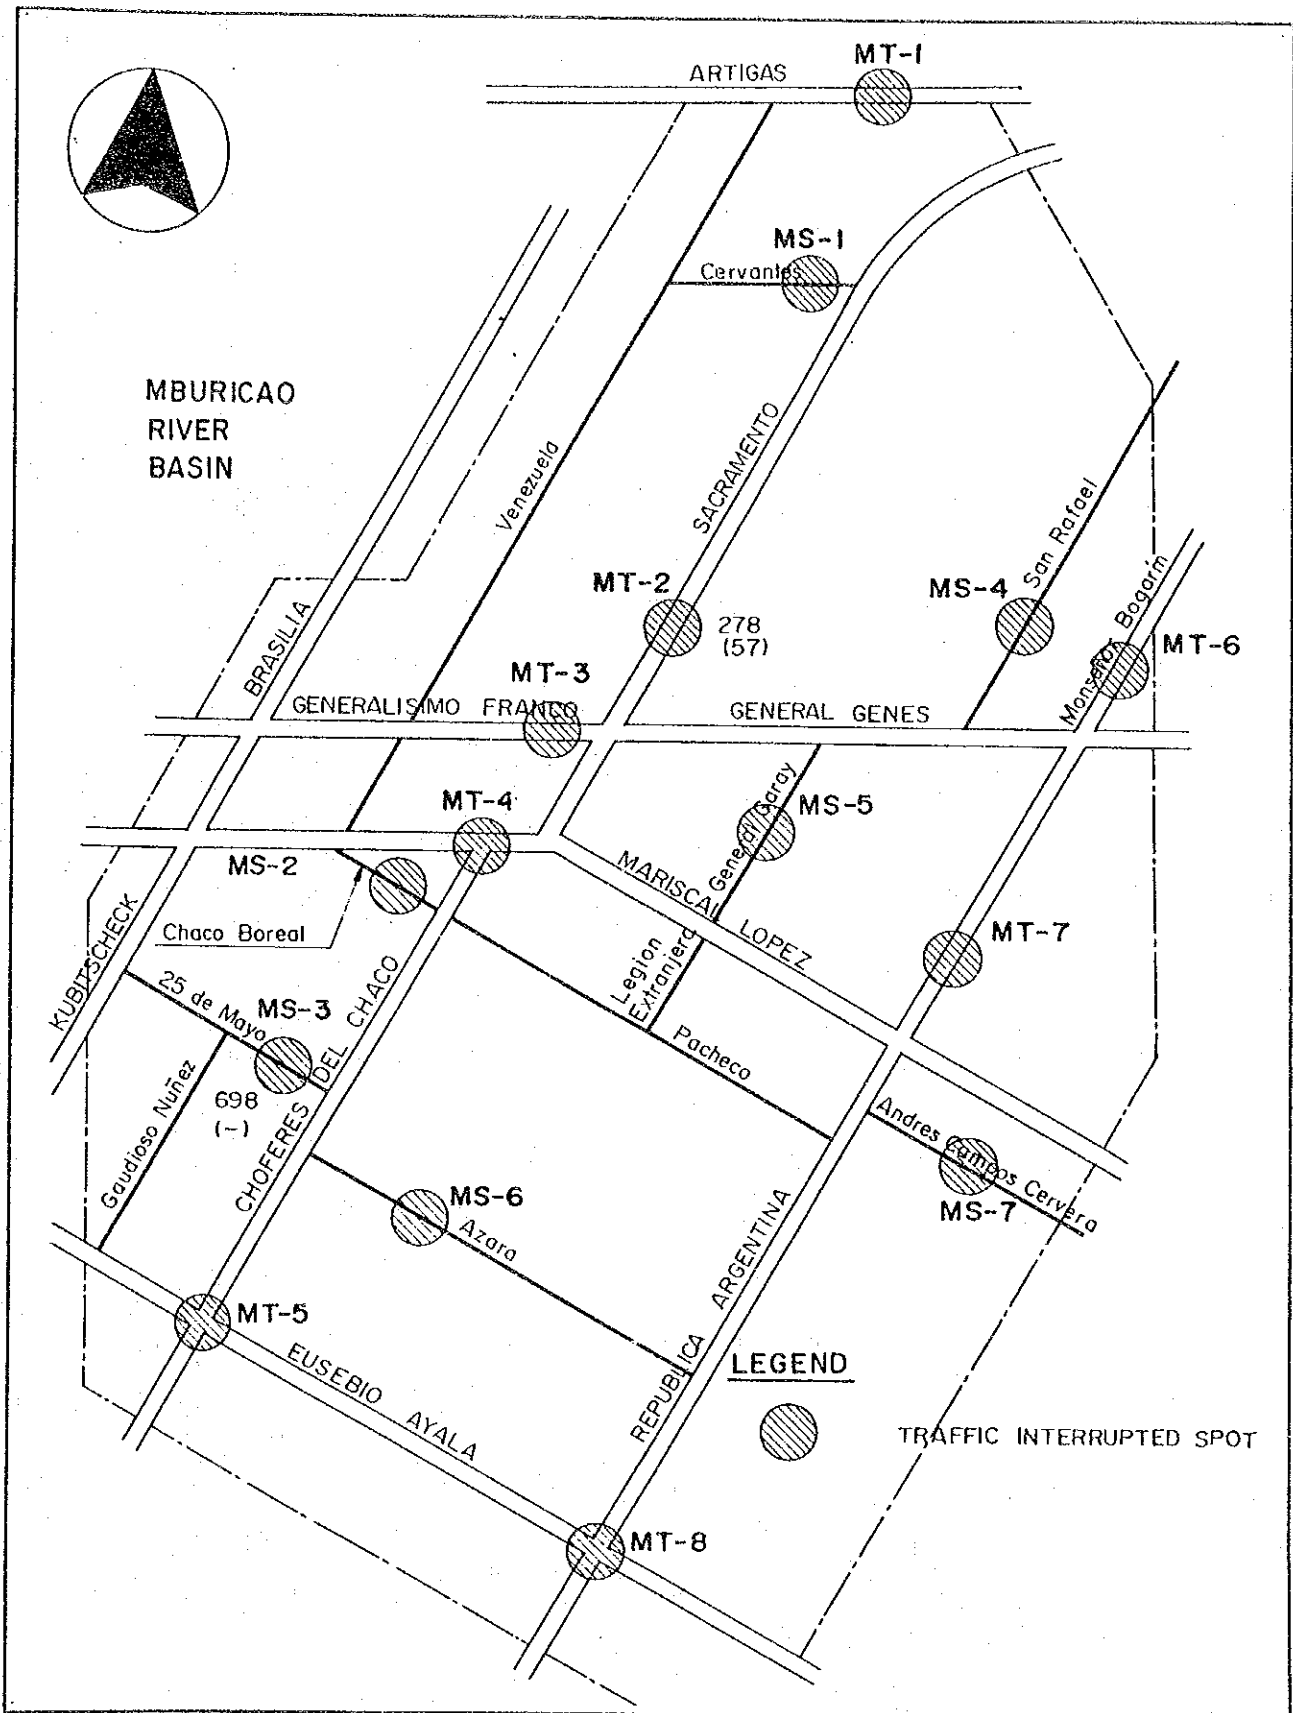 MT-1
ARTIGAS
MS-1
Cervantes
MBURICAO
RIVER
BASIN
Venezuela
SACRAMENTO
San Rafael
Monseñor Bogarín
MT-2
278
(57)
MS-4
MT-6
BRASILIA
MT-3
GENERALISIMO FRANCO
GENERAL GENES
MT-4
General Garay
MS-5
MS-2
MARISCAL LOPEZ
Chaco Boreal
KUBITSCHECK
Legion
Extranjera
MT-7
25 de Mayo
MS-3
CHOFERES DEL CHACO
Pacheco
698
(-)
Gaudioso Nuñez
Andres Campos Cervera
MS-7
MS-6
Azara
REPUBLICA ARGENTINA
MT-5
EUSEBIO AYALA
LEGEND
TRAFFIC INTERRUPTED SPOT
MT-8